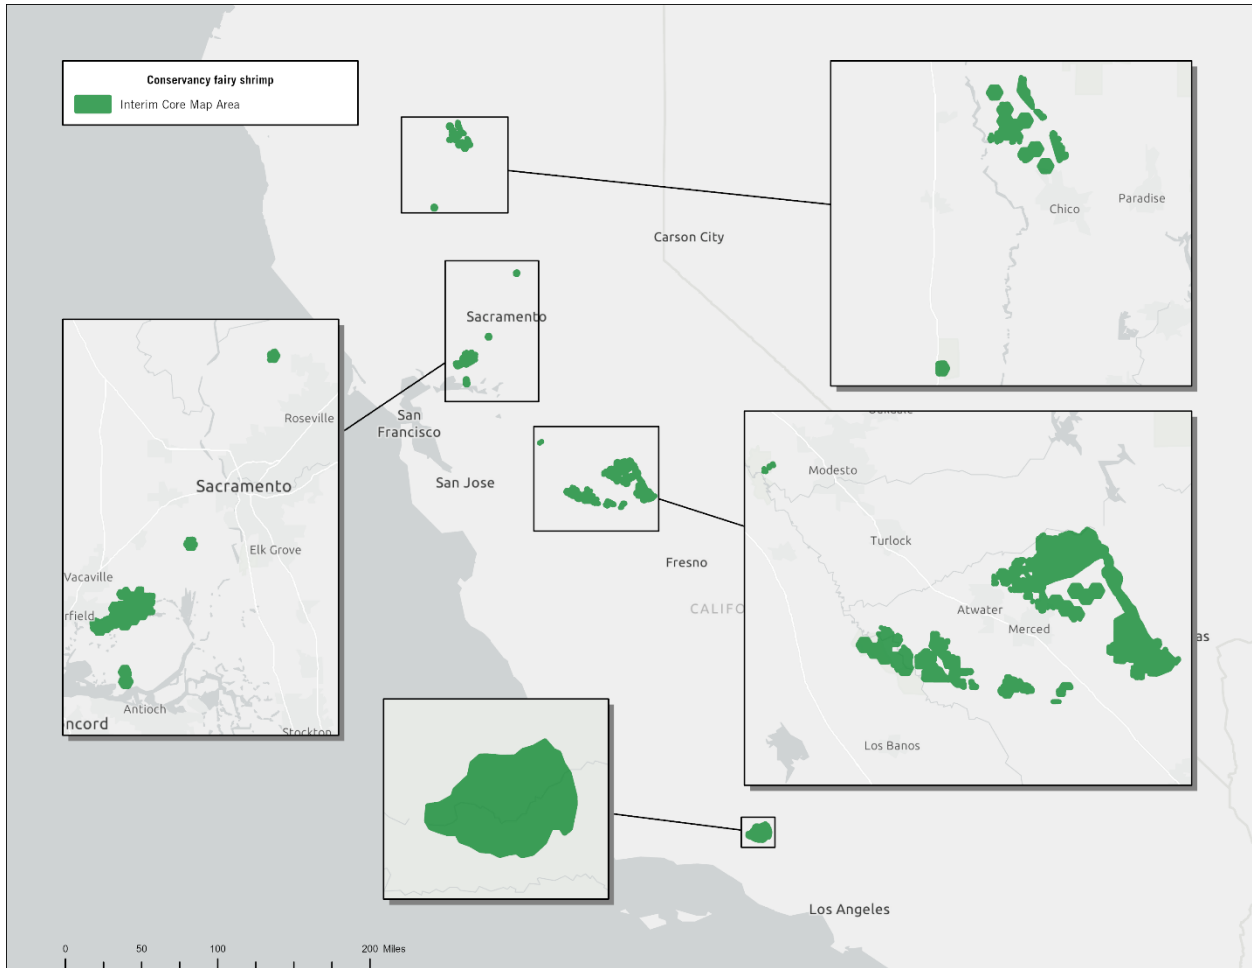 Conservancy fairy shrimp
Interim Core Map Area
Carson City
Sacramento
San
Francisco
San Jose
Fresno
CALIFO
Los Angeles
Chico
Paradise
Roseville
Sacramento
Elk Grove
Vacaville
rfield
Antioch
ncord
Stockton
Modesto
Turlock
Atwater
Merced
Los Banos
as
0 50 100 200 Miles